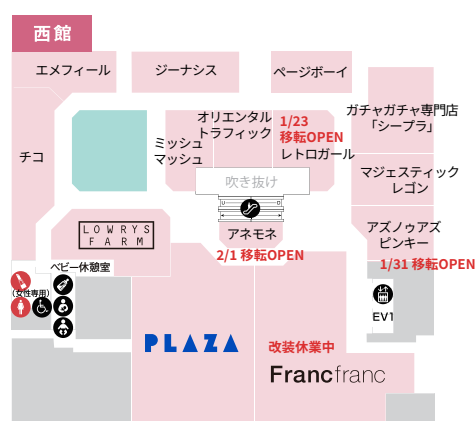 西館
エメフィール
ジーナシス
ページボーイ
チコ
ミッシュ
マッシュ
オリエンタル
トラフィック
1/23
移転OPEN
レトロガール
ガチャガチャ専門店
「シープラ」
マジェスティック
レゴン
吹き抜け
アネモネ
2/1 移転OPEN
アズノゥアズ
ピンキー
1/31 移転OPEN
LOWRYS
FARM
ベビー休憩室
(女性専用)
EV1
PLAZA
改装休業中
Francfranc